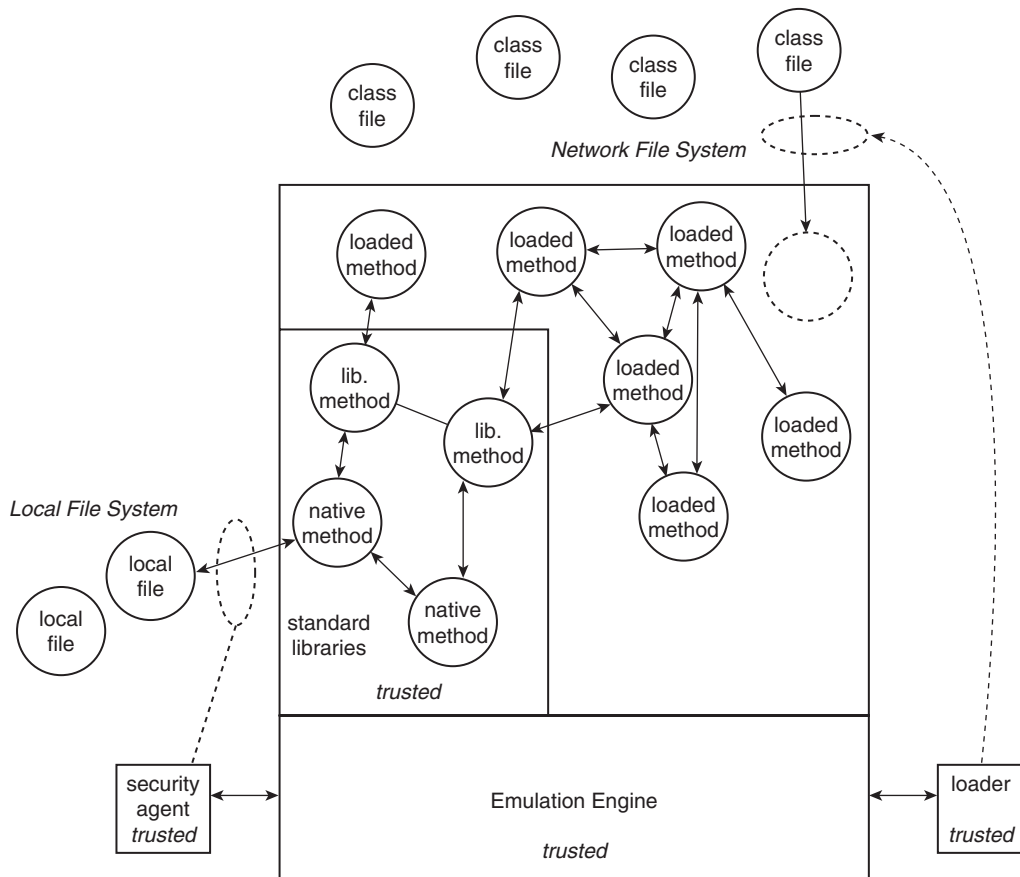 class
file
class
file
class
file
class
file
Network File System
loaded
method
loaded
method
loaded
method
lib.
method
loaded
method
lib.
method
loaded
method
Local File System
native
method
loaded
method
local
file
local
file
native
method
standard
libraries
trusted
security
agent
trusted
Emulation Engine
trusted
loader
trusted